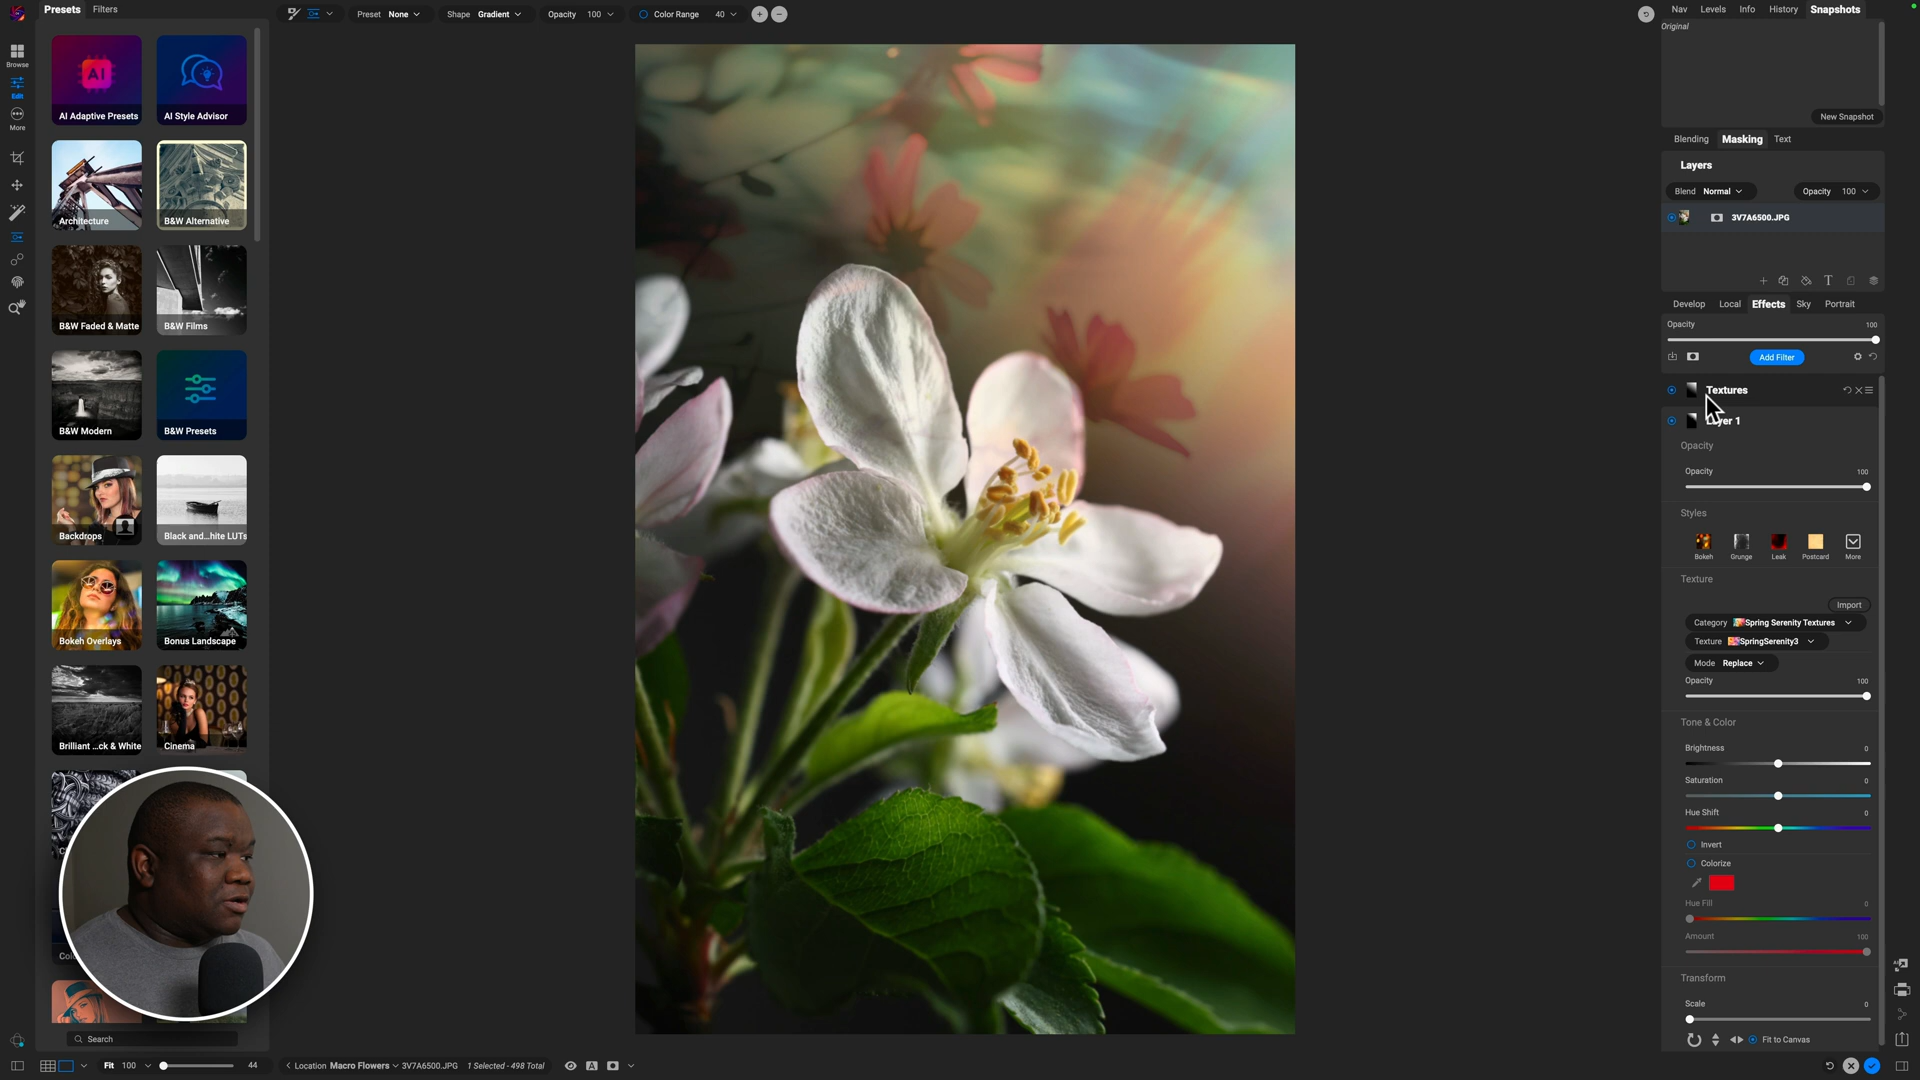 Presets Filters
Preset None Shape Gradient Opacity 100 Color Range 40
Nav Levels Info History Snapshots
Original
New Snapshot
Browse
Edit
More
AI
AI Adaptive Presets
AI Style Advisor
Architecture
B&W Alternative
B&W Faded & Matte
B&W Films
B&W Modern
B&W Presets
Backdrops
Black and...hite LUTs
Bokeh Overlays
Bonus Landscape
Brilliant ...ck & White
Cinema
Search
Blending Masking Text
Layers
Blend Normal Opacity 100
3V7A6500.JPG
Develop Local Effects Sky Portrait
Opacity 100
Add Filter
Textures
Layer 1
Opacity
Opacity 100
Styles
Bokeh Grunge Leak Postcard More
Texture
Import
Category Spring Serenity Textures
Texture SpringSerenity3
Mode Replace
Opacity 100
Tone & Color
Brightness 0
Saturation 0
Hue Shift 0
Invert
Colorize
Hue Fill 0
Amount 100
Transform
Scale 0
Fit to Canvas
Fit 100 44 Location Macro Flowers 3V7A6500.JPG 1 Selected - 498 Total A